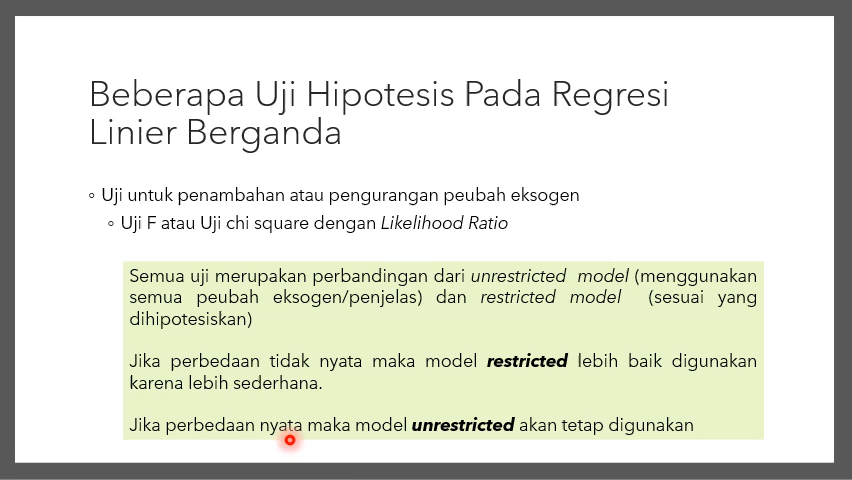 Beberapa Uji Hipotesis Pada Regresi
Linier Berganda
◦ Uji untuk penambahan atau pengurangan peubah eksogen
◦ Uji F atau Uji chi square dengan Likelihood Ratio
Semua uji merupakan perbandingan dari unrestricted model (menggunakan
semua peubah eksogen/penjelas) dan restricted model (sesuai yang
dihipotesiskan)
Jika perbedaan tidak nyata maka model restricted lebih baik digunakan
karena lebih sederhana.
Jika perbedaan nyata maka model unrestricted akan tetap digunakan